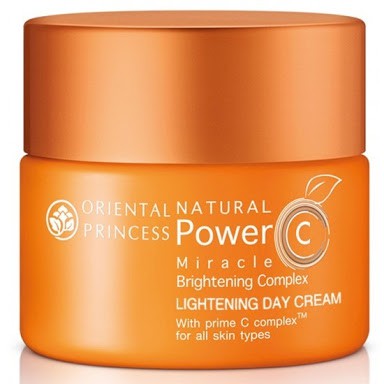 ORIENTAL
PRINCESS
NATURAL
Power C
Miracle
Brightening Complex
LIGHTENING DAY CREAM
With prime C complex™
for all skin types